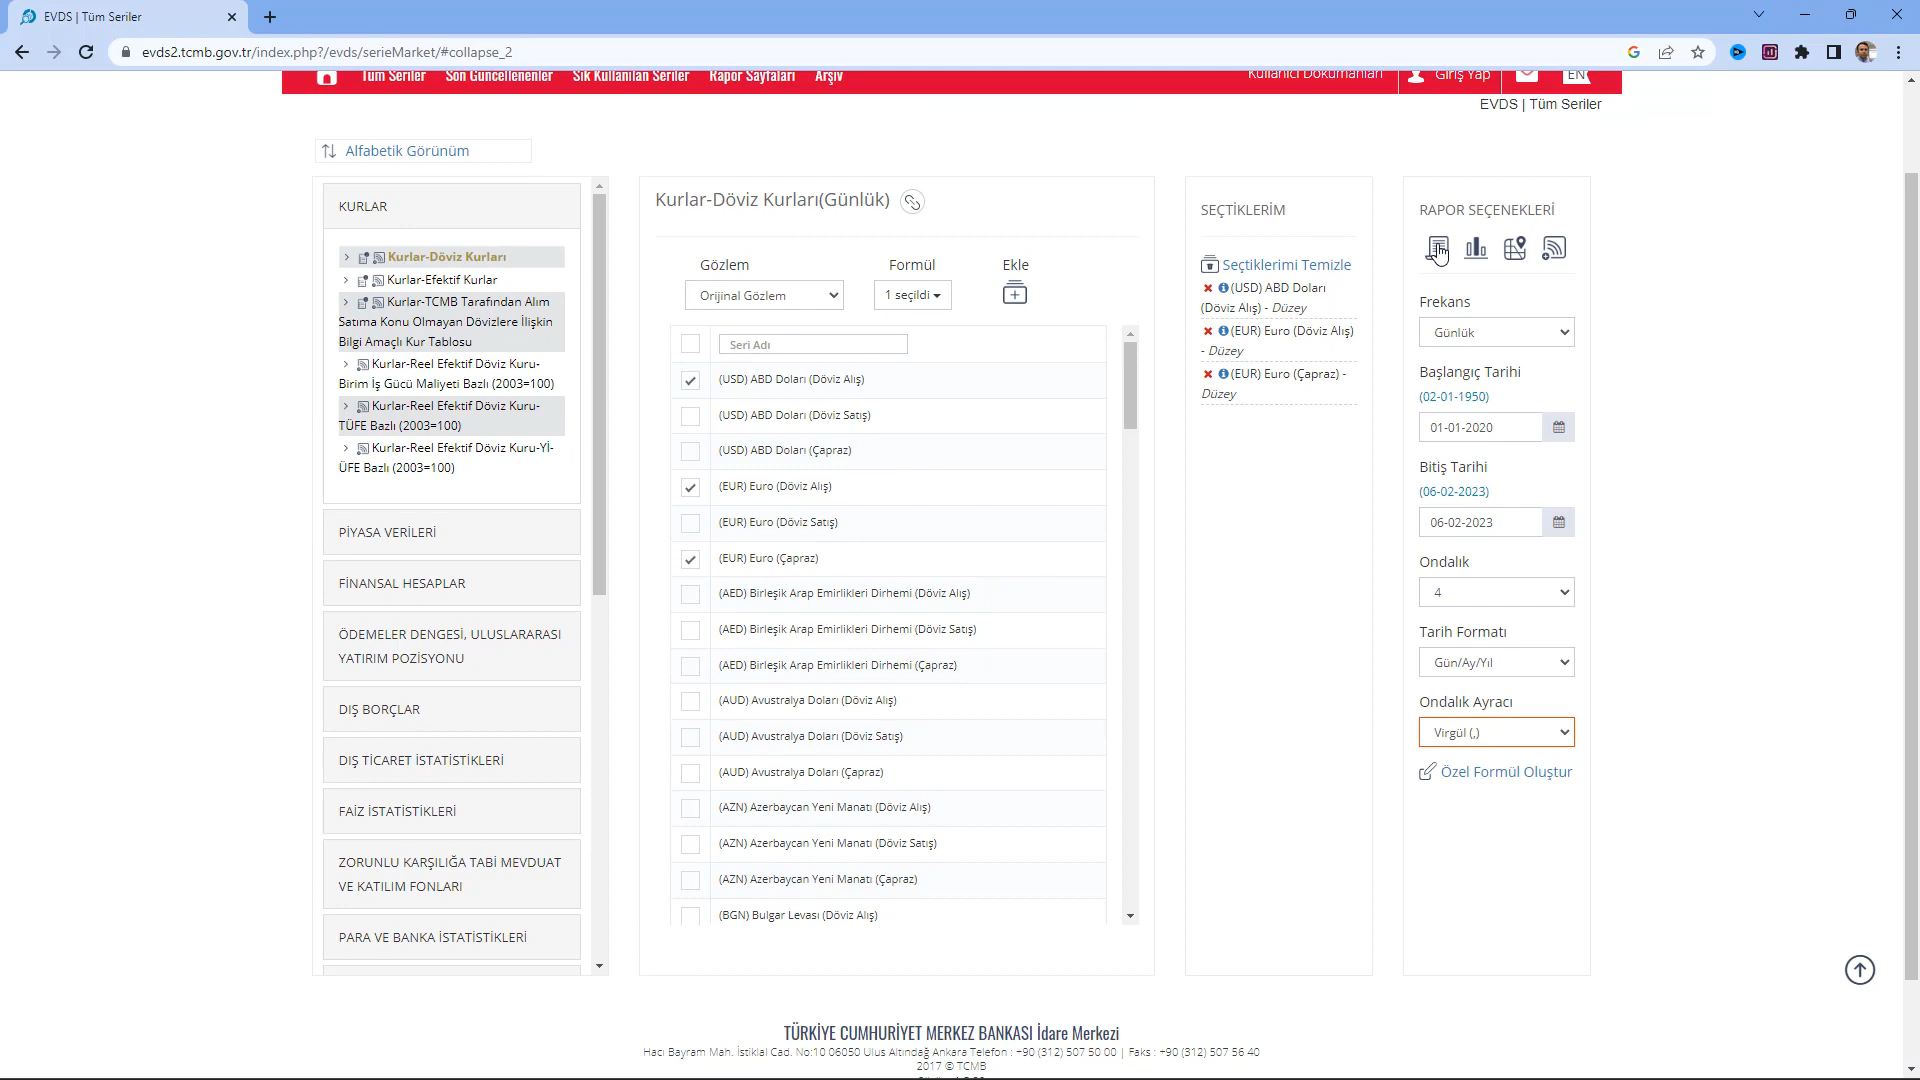 EVDS | Tüm Seriler
evds2.tcmb.gov.tr/index.php?/evds/serieMarket/#collapse_2
Tüm Seriler Son Güncellenenler Sık Kullanılan Seriler Rapor Sayfaları Arşiv Kullanıcı Dokümanları Giriş Yap EN
EVDS | Tüm Seriler
Alfabetik Görünüm
KURLAR
Kurlar-Döviz Kurları
Kurlar-Efektif Kurlar
Kurlar-TCMB Tarafından Alım
Satıma Konu Olmayan Dövizlere İlişkin
Bilgi Amaçlı Kur Tablosu
Kurlar-Reel Efektif Döviz Kuru-
Birim İş Gücü Maliyeti Bazlı (2003=100)
Kurlar-Reel Efektif Döviz Kuru-
TÜFE Bazlı (2003=100)
Kurlar-Reel Efektif Döviz Kuru-Yİ-
ÜFE Bazlı (2003=100)
PİYASA VERİLERİ
FİNANSAL HESAPLAR
ÖDEMELER DENGESİ, ULUSLARARASI
YATIRIM POZİSYONU
DIŞ BORÇLAR
DIŞ TİCARET İSTATİSTİKLERİ
FAİZ İSTATİSTİKLERİ
ZORUNLU KARŞILIĞA TABİ MEVDUAT
VE KATILIM FONLARI
PARA VE BANKA İSTATİSTİKLERİ
Kurlar-Döviz Kurları(Günlük)
Gözlem Formül Ekle
Orijinal Gözlem 1 seçildi
Seri Adı
(USD) ABD Doları (Döviz Alış)
(USD) ABD Doları (Döviz Satış)
(USD) ABD Doları (Çapraz)
(EUR) Euro (Döviz Alış)
(EUR) Euro (Döviz Satış)
(EUR) Euro (Çapraz)
(AED) Birleşik Arap Emirlikleri Dirhemi (Döviz Alış)
(AED) Birleşik Arap Emirlikleri Dirhemi (Döviz Satış)
(AED) Birleşik Arap Emirlikleri Dirhemi (Çapraz)
(AUD) Avustralya Doları (Döviz Alış)
(AUD) Avustralya Doları (Döviz Satış)
(AUD) Avustralya Doları (Çapraz)
(AZN) Azerbaycan Yeni Manatı (Döviz Alış)
(AZN) Azerbaycan Yeni Manatı (Döviz Satış)
(AZN) Azerbaycan Yeni Manatı (Çapraz)
(BGN) Bulgar Levası (Döviz Alış)
SEÇTİKLERİM
Seçtiklerimi Temizle
(USD) ABD Doları
(Döviz Alış) - Düzey
(EUR) Euro (Döviz Alış)
- Düzey
(EUR) Euro (Çapraz) -
Düzey
RAPOR SEÇENEKLERİ
Frekans
Günlük
Başlangıç Tarihi
(02-01-1950)
01-01-2020
Bitiş Tarihi
(06-02-2023)
06-02-2023
Ondalık
4
Tarih Formatı
Gün/Ay/Yıl
Ondalık Ayracı
Virgül (,)
Özel Formül Oluştur
TÜRKİYE CUMHURİYET MERKEZ BANKASI İdare Merkezi
Hacı Bayram Mah. İstiklal Cad. No:10 06050 Ulus Altındağ Ankara Telefon : +90 (312) 507 50 00 | Faks : +90 (312) 507 56 40
2017 © TCMB